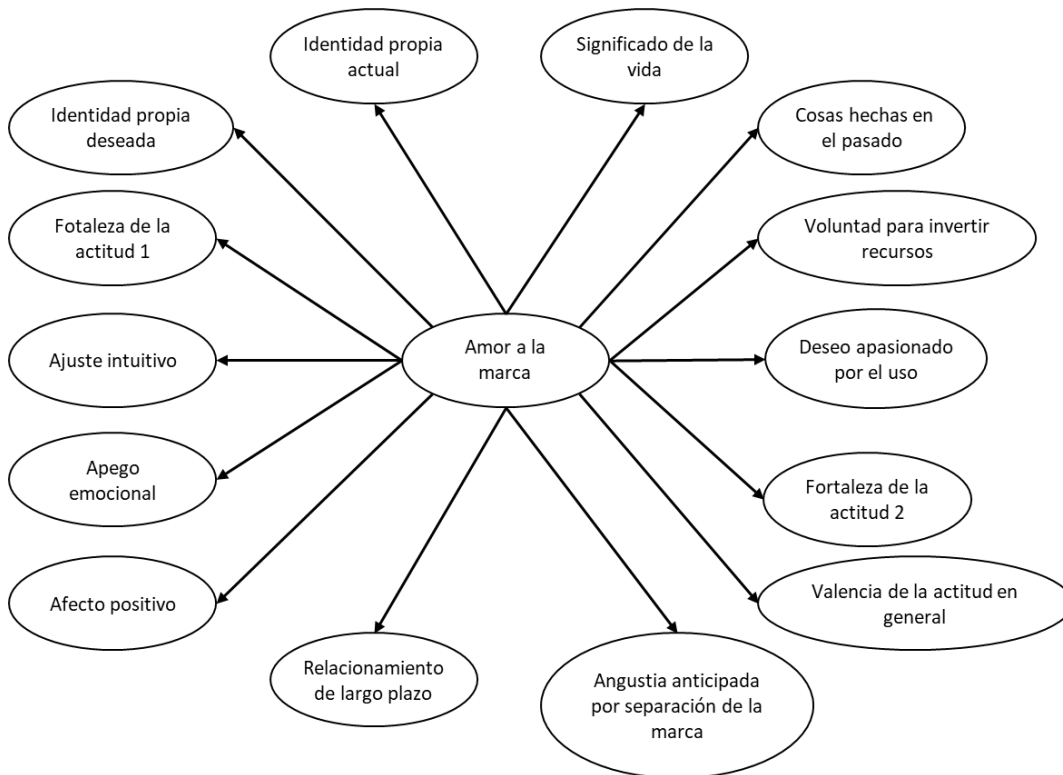 Identidad propia
actual
Significado de la
vida
Identidad propia
deseada
Cosas hechas en
el pasado
Fotaleza de la
actitud 1
Voluntad para invertir
recursos
Ajuste intuitivo
Amor a la
marca
Deseo apasionado
por el uso
Apego
emocional
Fortaleza de la
actitud 2
Afecto positivo
Valencia de la actitud en
general
Relacionamiento
de largo plazo
Angustia anticipada
por separación de la
marca